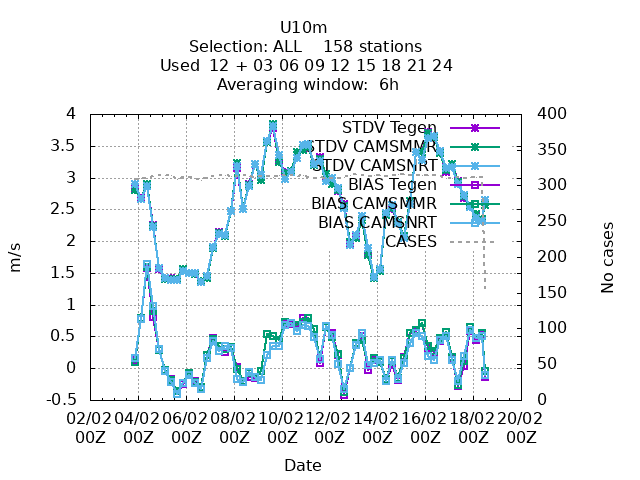 U10m
Selection: ALL 158 stations
Used 12 + 03 06 09 12 15 18 21 24
Averaging window: 6h
4
3.5
3
2.5
2
1.5
1
0.5
0
-0.5
m/s
400
350
300
250
200
150
100
50
0
No cases
STDV Tegen
STDV CAMSMMR
STDV CAMSNRT
BIAS Tegen
BIAS CAMSMMR
BIAS CAMSNRT
CASES
02/02 04/02 06/02 08/02 10/02 12/02 14/02 16/02 18/02 20/02
00Z 00Z 00Z 00Z 00Z 00Z 00Z 00Z 00Z 00Z
Date